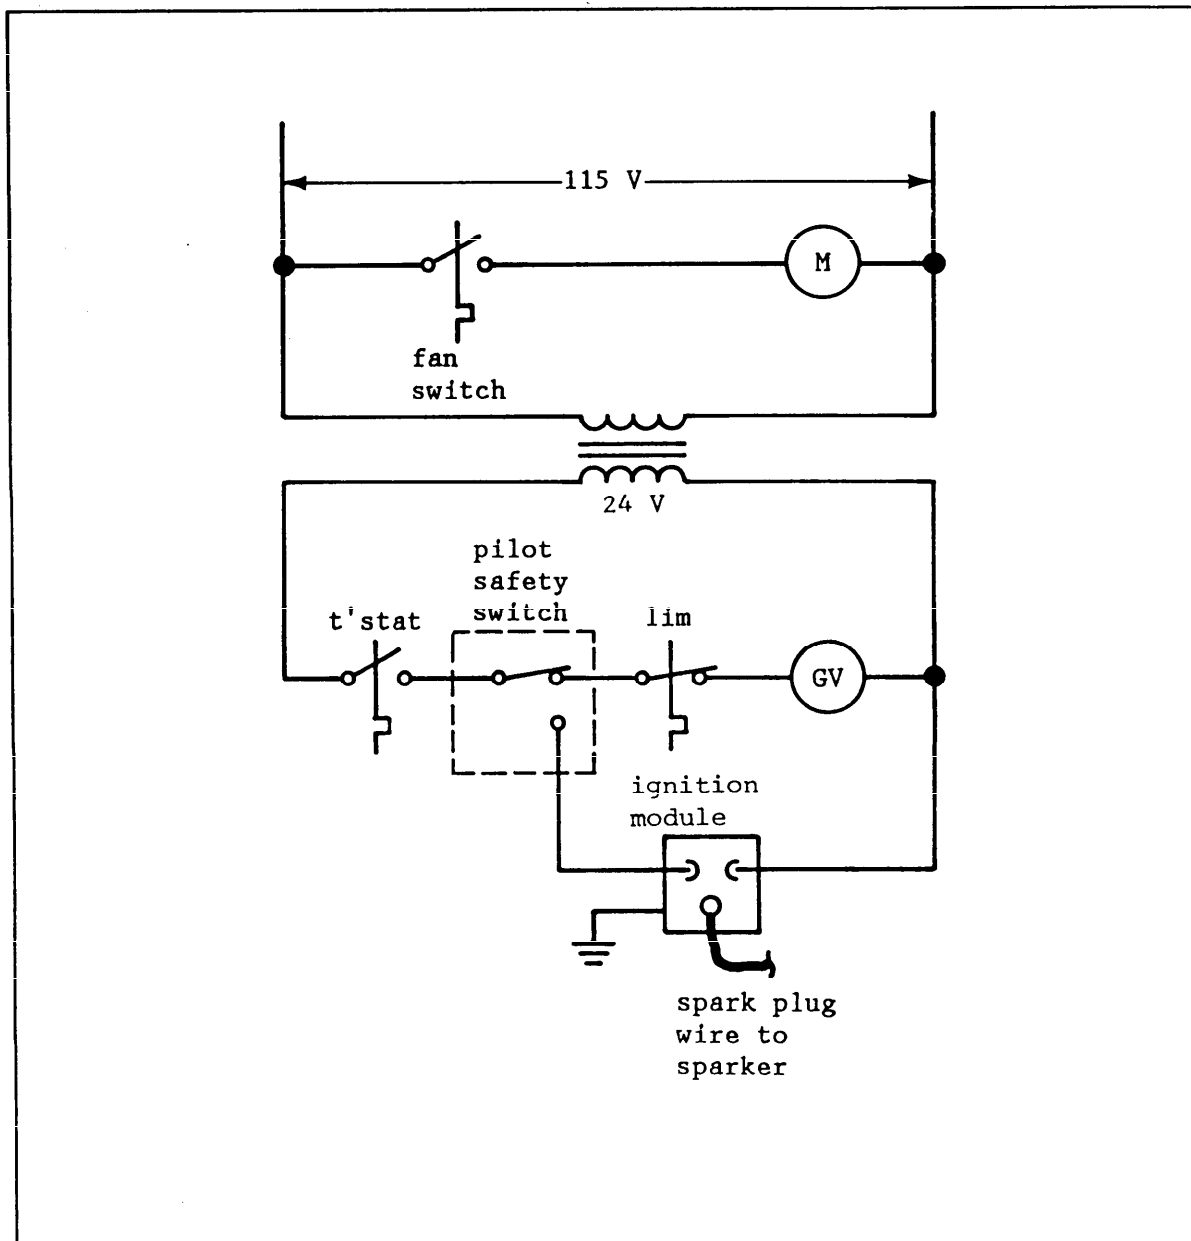 115 V
M
fan
switch
24 V
pilot
safety
switch
t'stat
lim
GV
ignition
module
spark plug
wire to
sparker